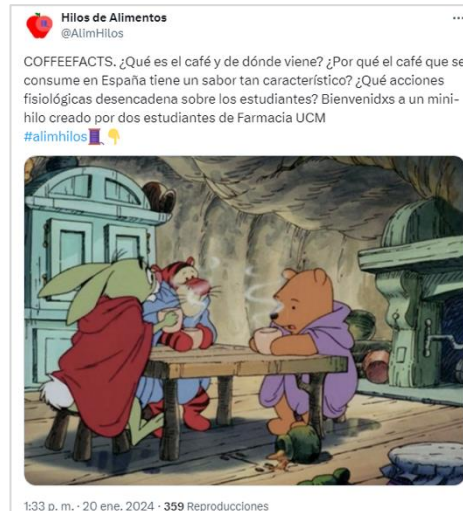 Hilos de Alimentos
@AlimHilos
COFFEEFACTS. ¿Qué es el café y de dónde viene? ¿Por qué el café que se
consume en España tiene un sabor tan característico? ¿Qué acciones
fisiológicas desencadena sobre los estudiantes? Bienvenidxs a un mini-
hilo creado por dos estudiantes de Farmacia UCM
#alimhilos🧵👇
1:33 p. m. · 20 ene. 2024 · 359 Reproducciones